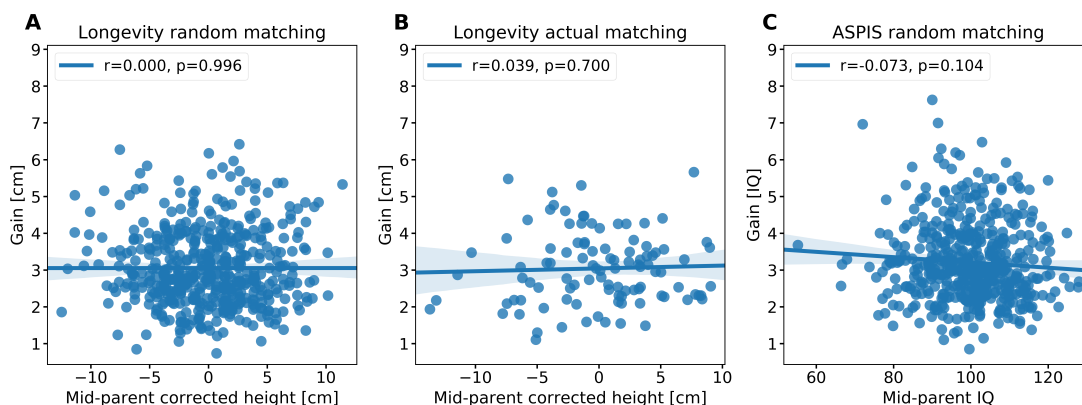 A
Longevity random matching
r=0.000, p=0.996
9
8
7
6
5
4
3
2
1
Gain [cm]
−10
−5
0
5
10
Mid-parent corrected height [cm]
B
Longevity actual matching
r=0.039, p=0.700
9
8
7
6
5
4
3
2
1
Gain [cm]
−10
−5
0
5
10
Mid-parent corrected height [cm]
C
ASPIS random matching
r=-0.073, p=0.104
9
8
7
6
5
4
3
2
1
Gain [IQ]
60
80
100
120
Mid-parent IQ